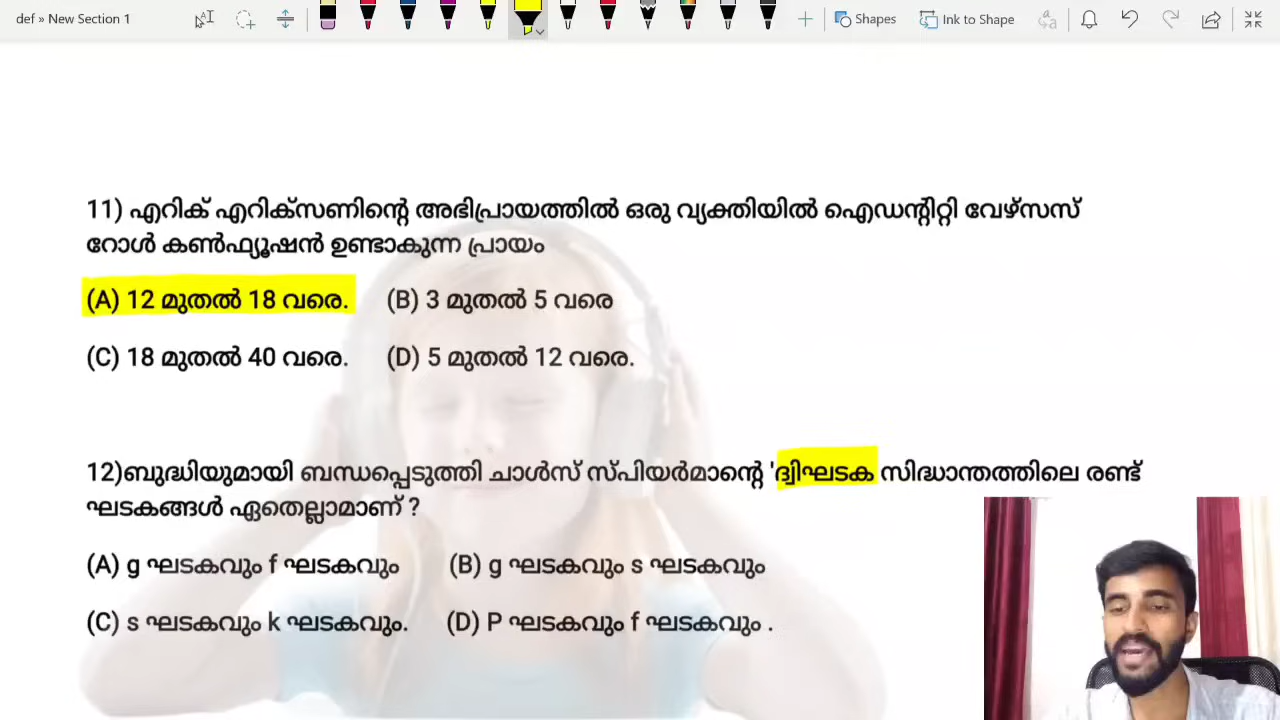 def » New Section 1
Shapes
Ink to Shape
11) എറിക് എറിക്സണിന്റെ അഭിപ്രായത്തിൽ ഒരു വ്യക്തിയിൽ ഐഡന്റിറ്റി വേഴ്സസ്
റോൾ കൺഫ്യൂഷൻ ഉണ്ടാകുന്ന പ്രായം
(A) 12 മുതൽ 18 വരെ. (B) 3 മുതൽ 5 വരെ
(C) 18 മുതൽ 40 വരെ. (D) 5 മുതൽ 12 വരെ.
12)ബുദ്ധിയുമായി ബന്ധപ്പെടുത്തി ചാൾസ് സ്പിയർമാന്റെ 'ദ്വിഘടക സിദ്ധാന്തത്തിലെ രണ്ട്
ഘടകങ്ങൾ ഏതെല്ലാമാണ് ?
(A) g ഘടകവും f ഘടകവും (B) g ഘടകവും s ഘടകവും
(C) s ഘടകവും k ഘടകവും. (D) P ഘടകവും f ഘടകവും .